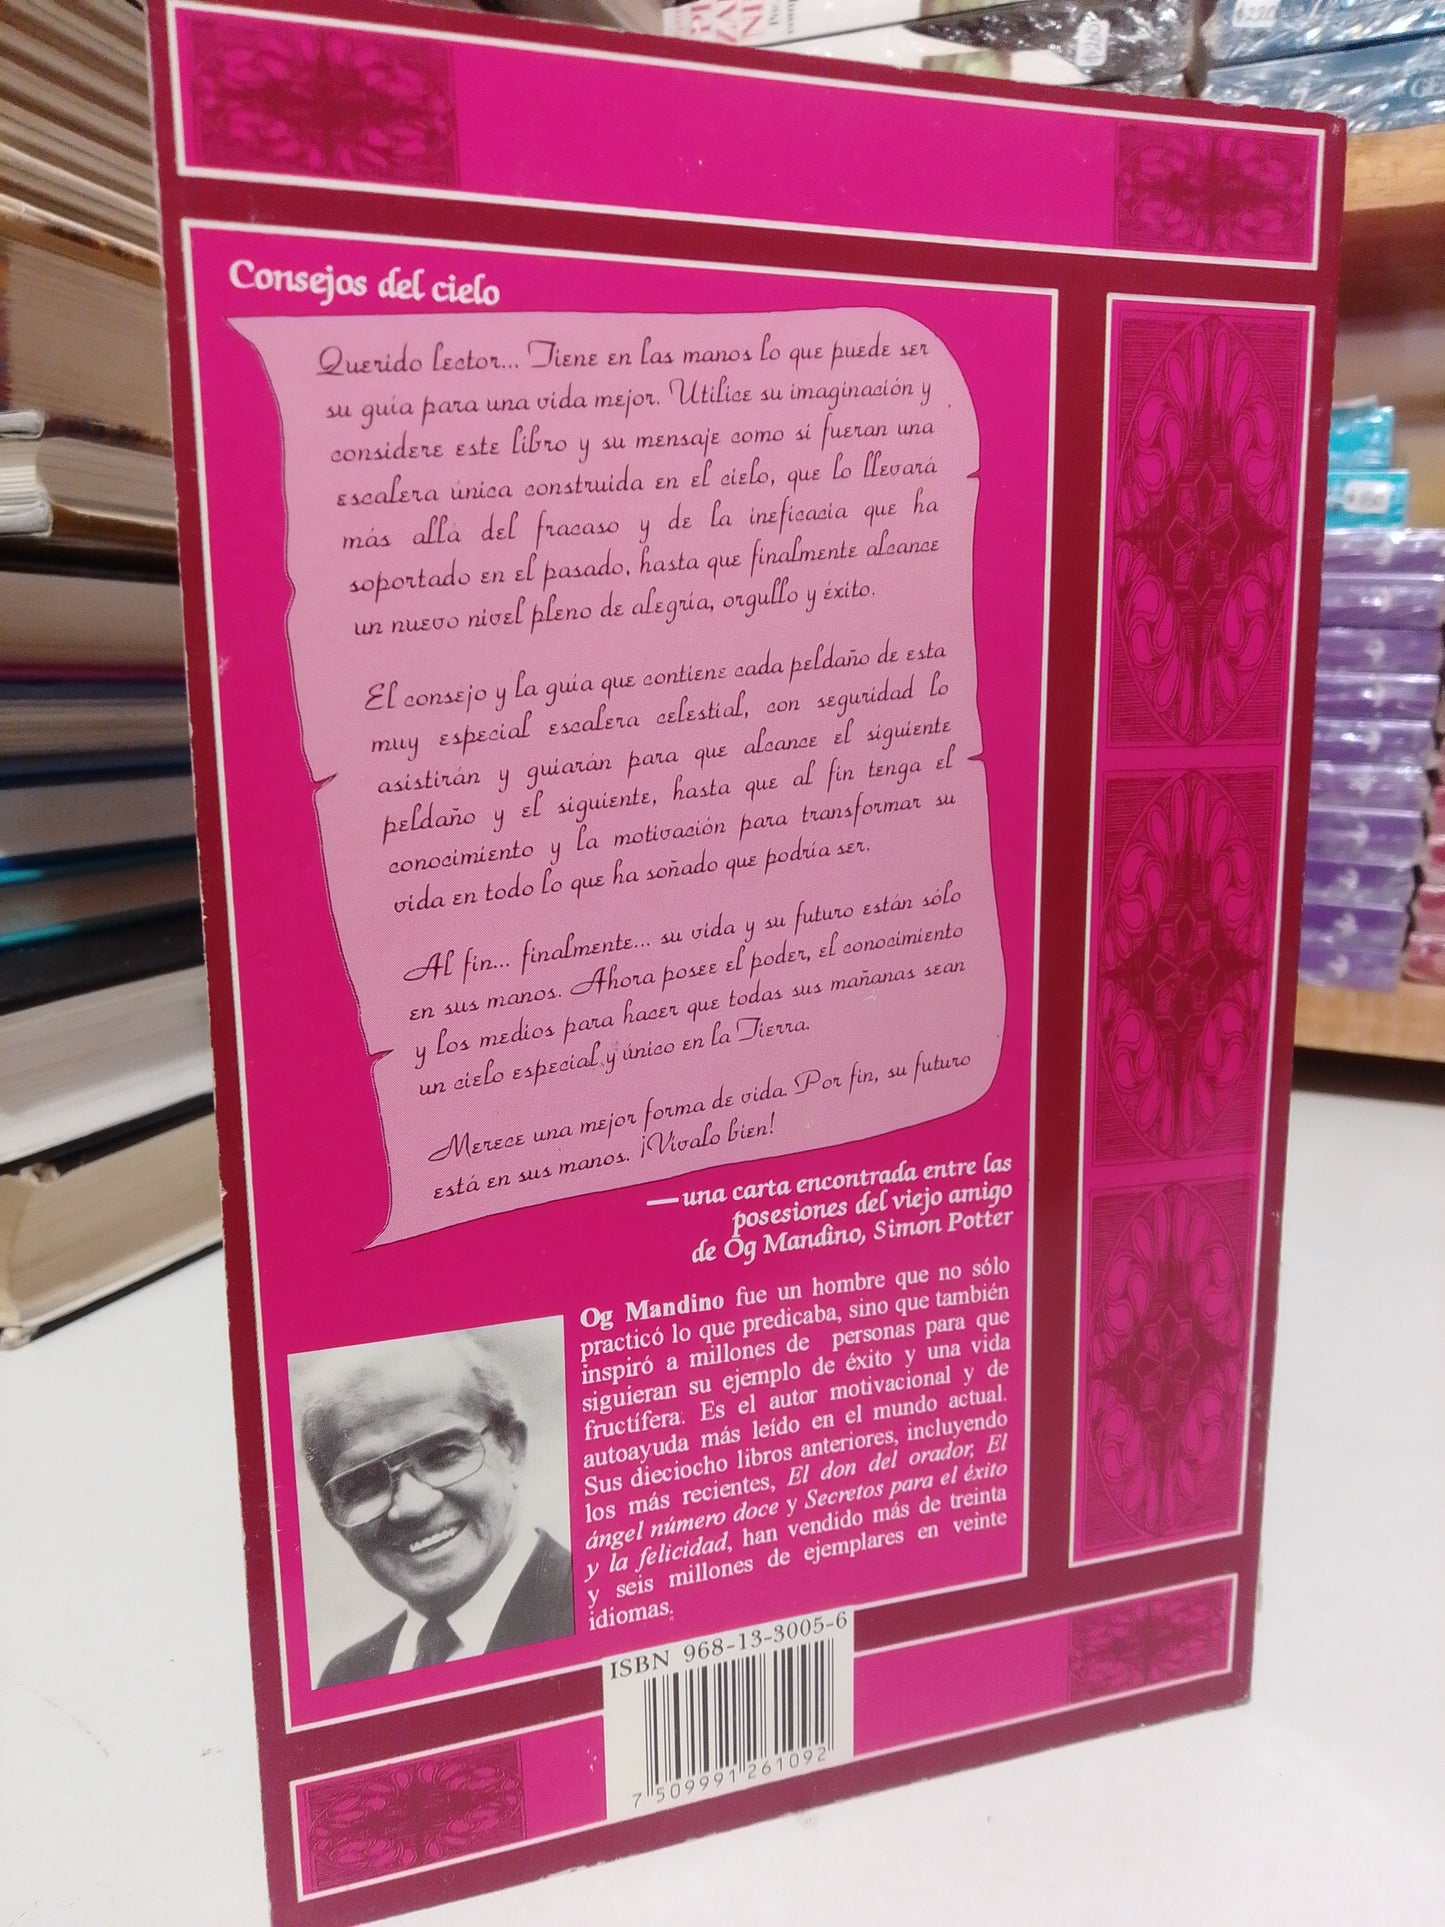 Consejos del cielo
Querido lector... Tiene en las manos lo que puede ser
su guía para una vida mejor. Utilice su imaginación y
considere este libro y su mensaje como si fueran una
escalera única construida en el cielo, que lo llevará
más allá del fracaso y de la ineficacia que ha
soportado en el pasado, hasta que finalmente alcance
un nuevo nivel pleno de alegría, orgullo y éxito.
El consejo y la guía que contiene cada peldaño de esta
muy especial escalera celestial, con seguridad lo
asistirán y guiarán para que alcance el siguiente
peldaño y el siguiente, hasta que al fin tenga el
conocimiento y la motivación para transformar su
vida en todo lo que ha soñado que podría ser.
Al fin... finalmente... su vida y su futuro están sólo
en sus manos. Ahora posee el poder, el conocimiento
y los medios para hacer que todas sus mañanas sean
un cielo especial y único en la Tierra.
Merece una mejor forma de vida. Por fin, su futuro
está en sus manos. ¡Vívalo bien!
—una carta encontrada entre las
posesiones del viejo amigo
de Og Mandino, Simon Potter
Og Mandino fue un hombre que no sólo
practicó lo que predicaba, sino que también
inspiró a millones de personas para que
siguieran su ejemplo de éxito y una vida
fructífera. Es el autor motivacional y de
autoayuda más leído en el mundo actual.
Sus dieciocho libros anteriores, incluyendo
los más recientes, El don del orador, El
ángel número doce y Secretos para el éxito
y la felicidad, han vendido más de treinta
y seis millones de ejemplares en veinte
idiomas.
ISBN 968-13-3005-6
7 509991 261092